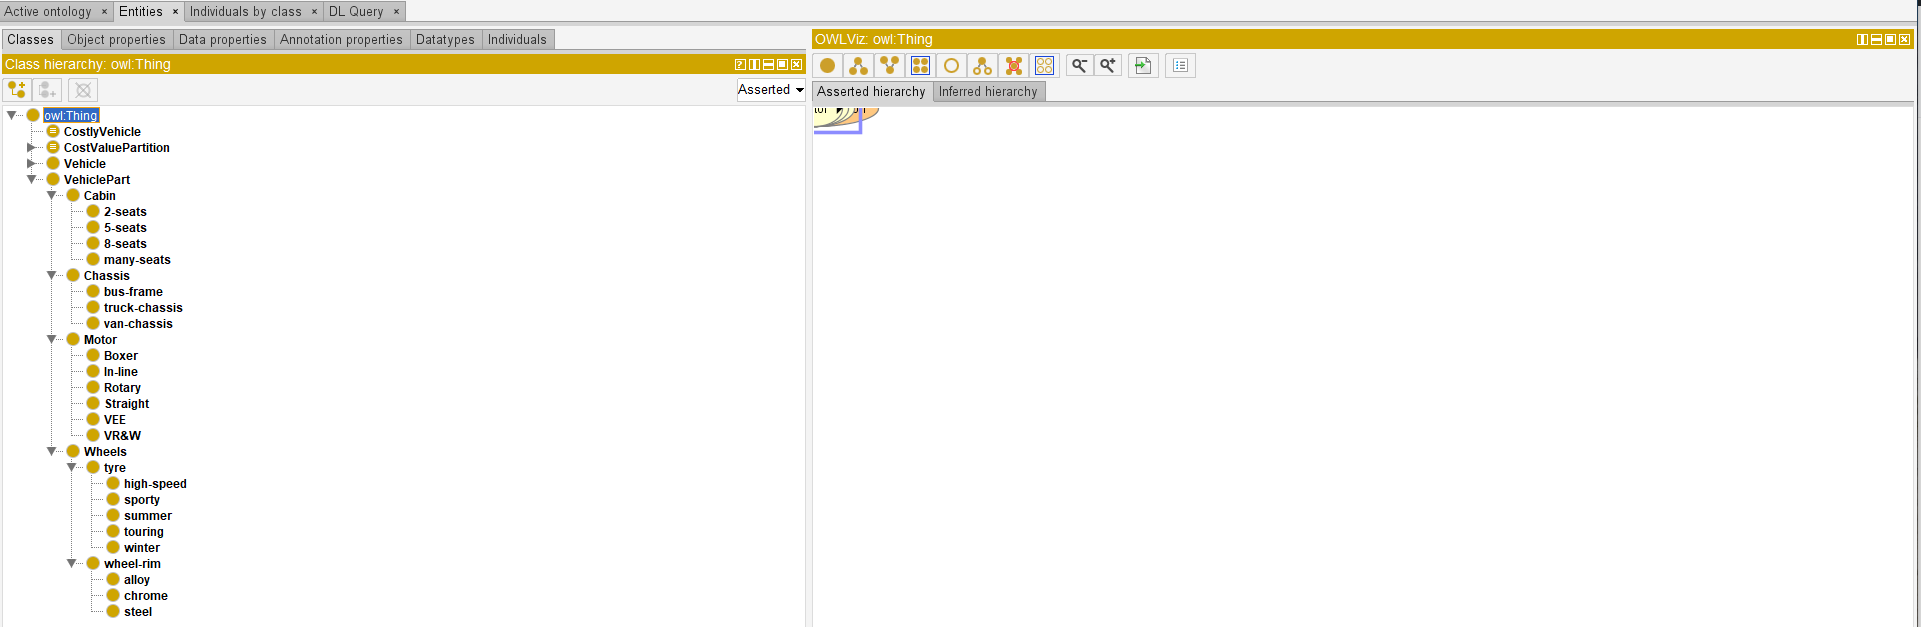 Active ontology × Entities × Individuals by class × DL Query ×
Classes Object properties Data properties Annotation properties Datatypes Individuals
Class hierarchy: owl:Thing
Asserted
owl:Thing
CostlyVehicle
CostValuePartition
Vehicle
VehiclePart
Cabin
2-seats
5-seats
8-seats
many-seats
Chassis
bus-frame
truck-chassis
van-chassis
Motor
Boxer
In-line
Rotary
Straight
VEE
VR&W
Wheels
tyre
high-speed
sporty
summer
touring
winter
wheel-rim
alloy
chrome
steel
OWLViz: owl:Thing
Asserted hierarchy Inferred hierarchy